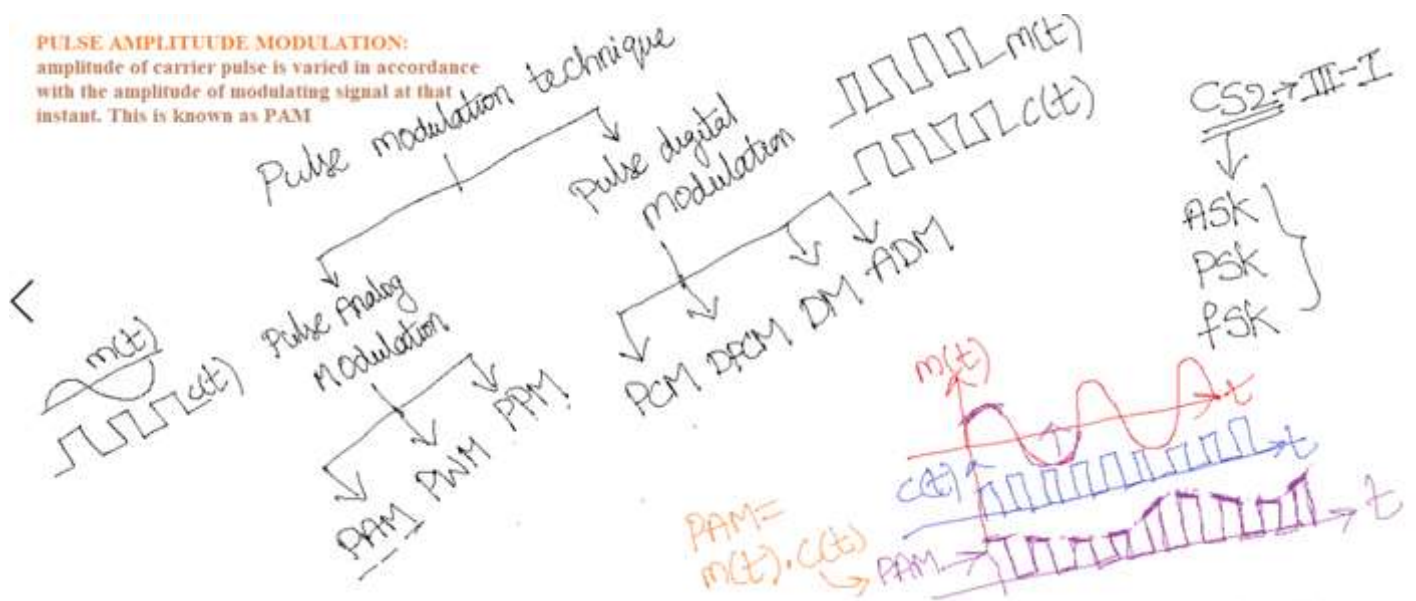 PULSE AMPLITUUDE MODULATION:
amplitude of carrier pulse is varied in accordance
with the amplitude of modulating signal at that
instant. This is known as PAM
Pulse modulation technique
Pulse Analog
Modulation
PAM PWM PPM
m(t)
c(t)
Pulse digital
modulation
PCM DPCM DM ADM
m(t)
c(t)
CS2→III-I
ASK
PSK
fSK
m(t)
t
c(t)
t
PAM=
m(t).c(t)
PAM
t